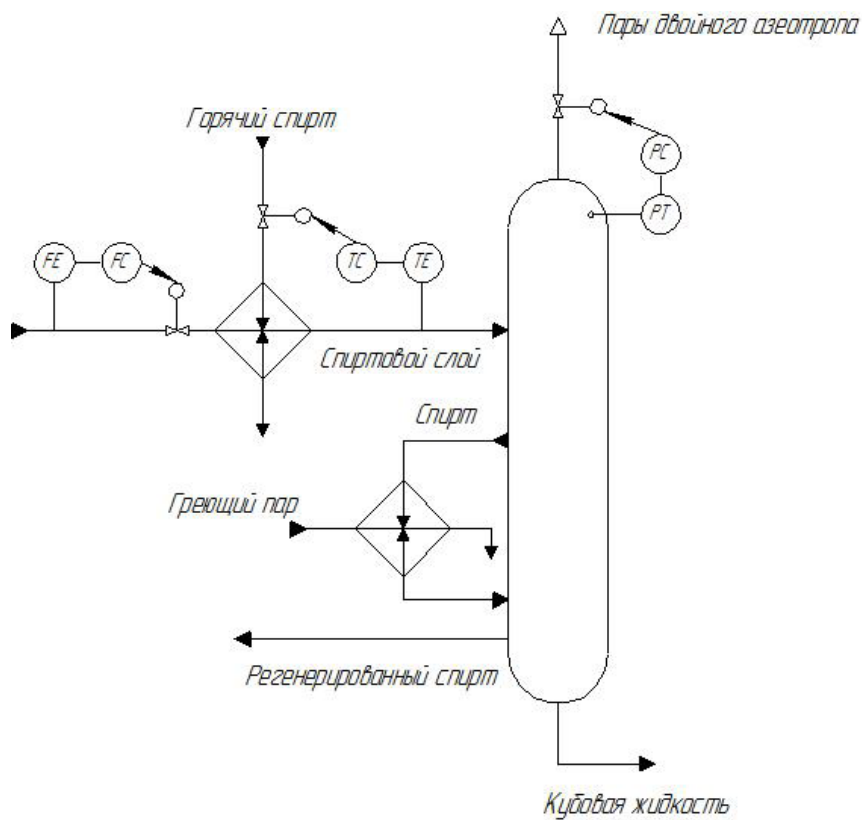 Пары двойного азеотропа
Горячий спирт
PC
PT
FE
FC
TC
TE
Спиртовой слой
Спирт
Греющий пар
Регенерированный спирт
Кубовая жидкость